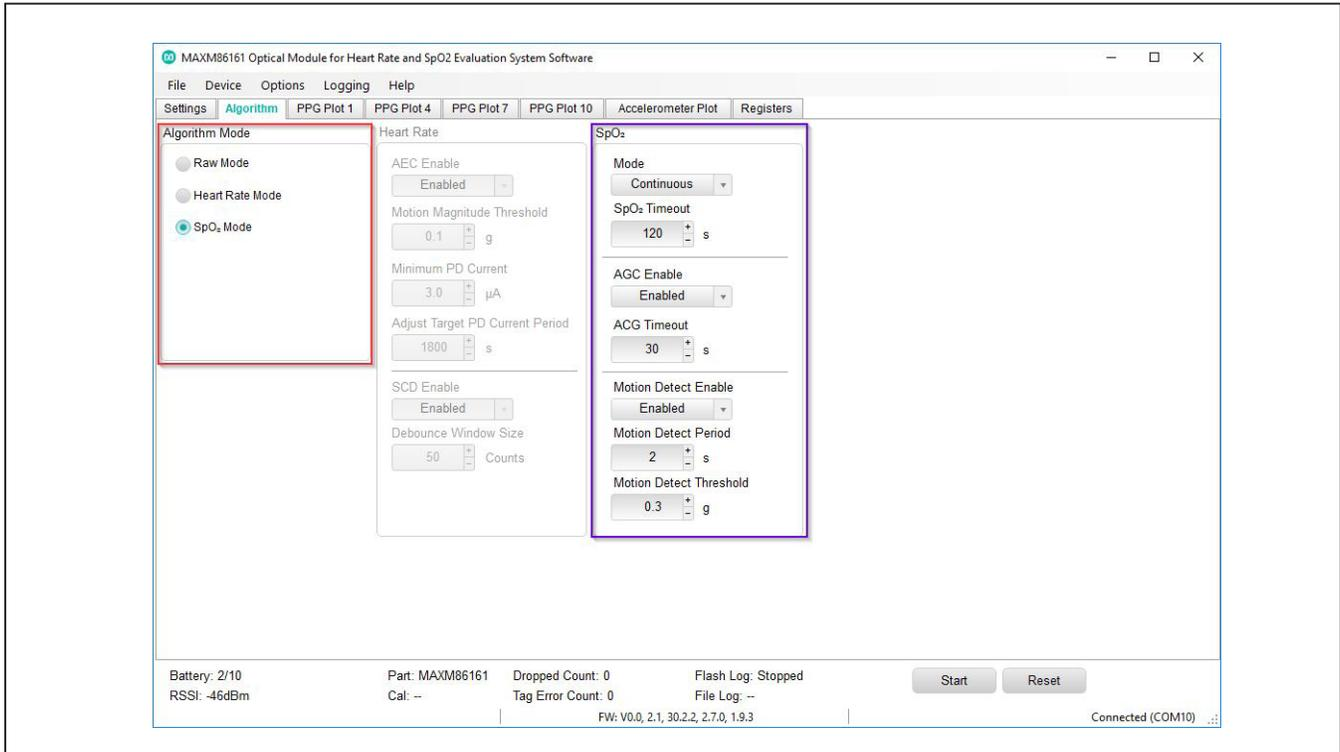 MAXM86161 Optical Module for Heart Rate and SpO2 Evaluation System Software
File Device Options Logging Help
Settings Algorithm PPG Plot 1 PPG Plot 4 PPG Plot 7 PPG Plot 10 Accelerometer Plot Registers
Algorithm Mode
Raw Mode
Heart Rate Mode
SpO₂ Mode
Heart Rate
AEC Enable
Enabled
Motion Magnitude Threshold
0.1 g
Minimum PD Current
3.0 µA
Adjust Target PD Current Period
1800 s
SCD Enable
Enabled
Debounce Window Size
50 Counts
SpO₂
Mode
Continuous
SpO₂ Timeout
120 s
AGC Enable
Enabled
ACG Timeout
30 s
Motion Detect Enable
Enabled
Motion Detect Period
2 s
Motion Detect Threshold
0.3 g
Battery: 2/10 Part: MAXM86161 Dropped Count: 0 Flash Log: Stopped Start Reset
RSSI: -46dBm Cal: -- Tag Error Count: 0 File Log: --
FW: V0.0, 2.1, 30.2.2, 2.7.0, 1.9.3 Connected (COM10)